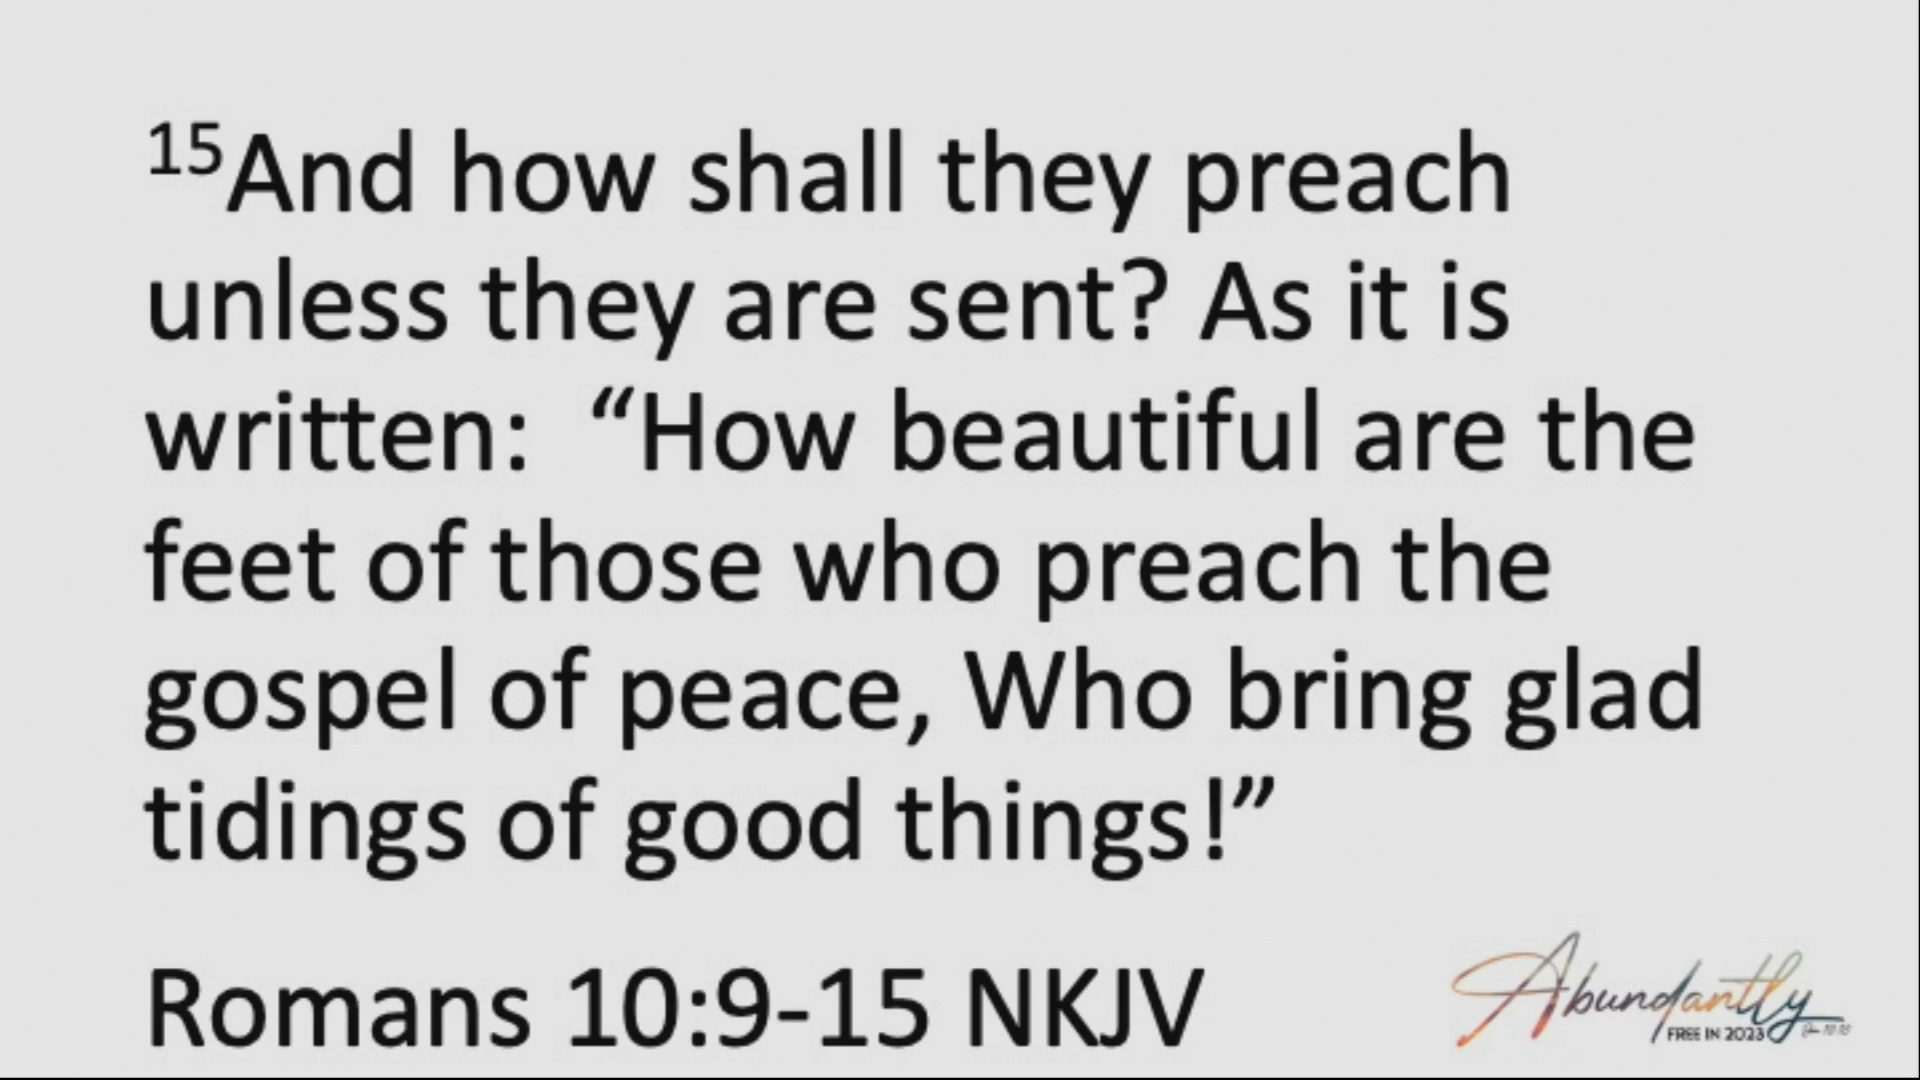 15And how shall they preach
unless they are sent? As it is
written:  “How beautiful are the
feet of those who preach the
gospel of peace, Who bring glad
tidings of good things!”
Romans 10:9-15 NKJV
Abundantly
FREE IN 2023